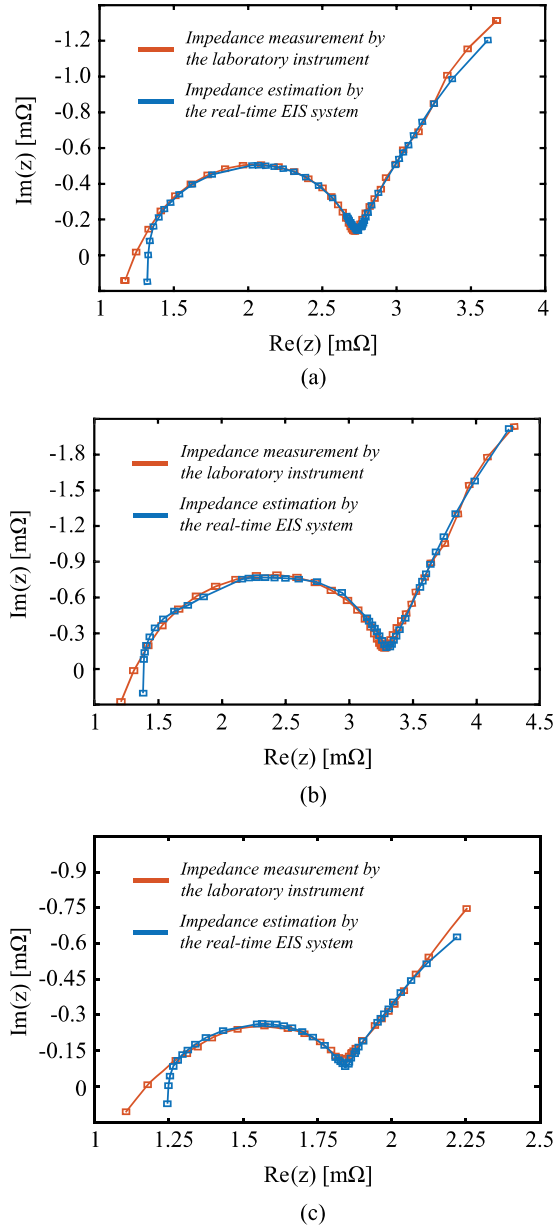 -1.2
-1.0
-0.8
-0.6
-0.4
-0.2
0
Im(z) [mΩ]
Impedance measurement by
the laboratory instrument
Impedance estimation by
the real-time EIS system
1
1.5
2
2.5
3
3.5
4
Re(z) [mΩ]
(a)
-1.8
-1.5
-1.2
-0.9
-0.6
-0.3
0
Im(z) [mΩ]
Impedance measurement by
the laboratory instrument
Impedance estimation by
the real-time EIS system
1
1.5
2
2.5
3
3.5
4
4.5
Re(z) [mΩ]
(b)
-0.9
-0.75
-0.6
-0.45
-0.3
-0.15
0
Im(z) [mΩ]
Impedance measurement by
the laboratory instrument
Impedance estimation by
the real-time EIS system
1
1.25
1.5
1.75
2
2.25
2.5
Re(z) [mΩ]
(c)